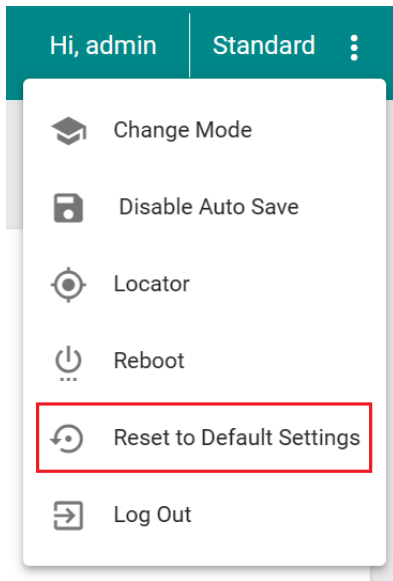 Hi, admin Standard
Change Mode
Disable Auto Save
Locator
Reboot
Reset to Default Settings
Log Out